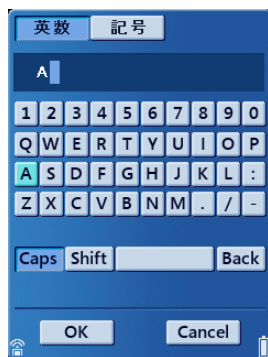 英数 記号
A
1 2 3 4 5 6 7 8 9 0
Q W E R T Y U I O P
A S D F G H J K L :
Z X C V B N M . / -
Caps Shift Back
OK Cancel